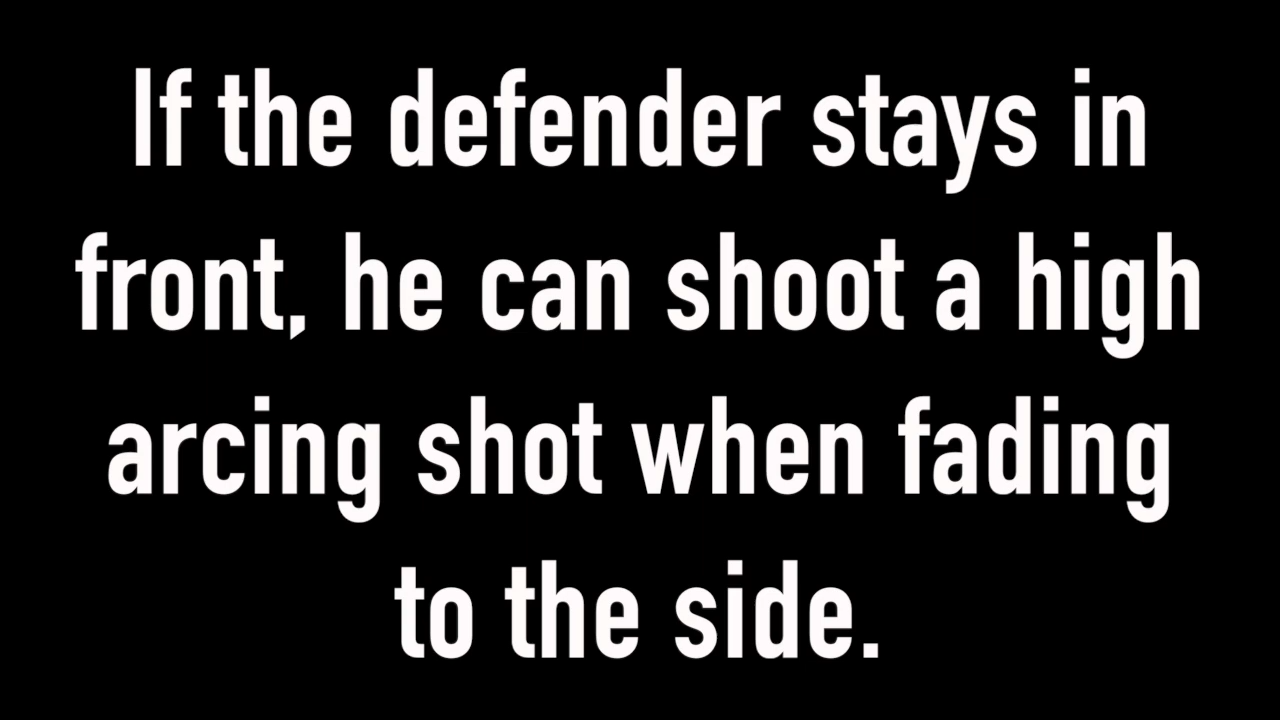 If the defender stays in
front, he can shoot a high
arcing shot when fading
to the side.